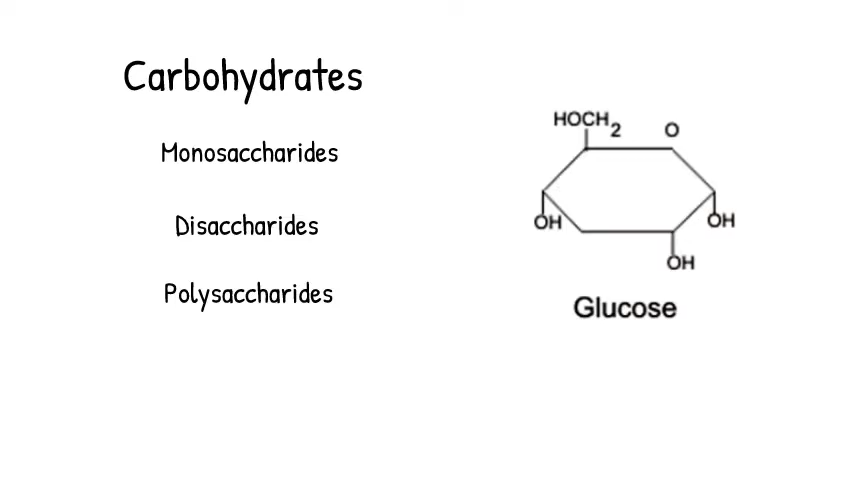 Carbohydrates
Monosaccharides
Disaccharides
Polysaccharides
HOCH2 O
OH OH
OH
Glucose